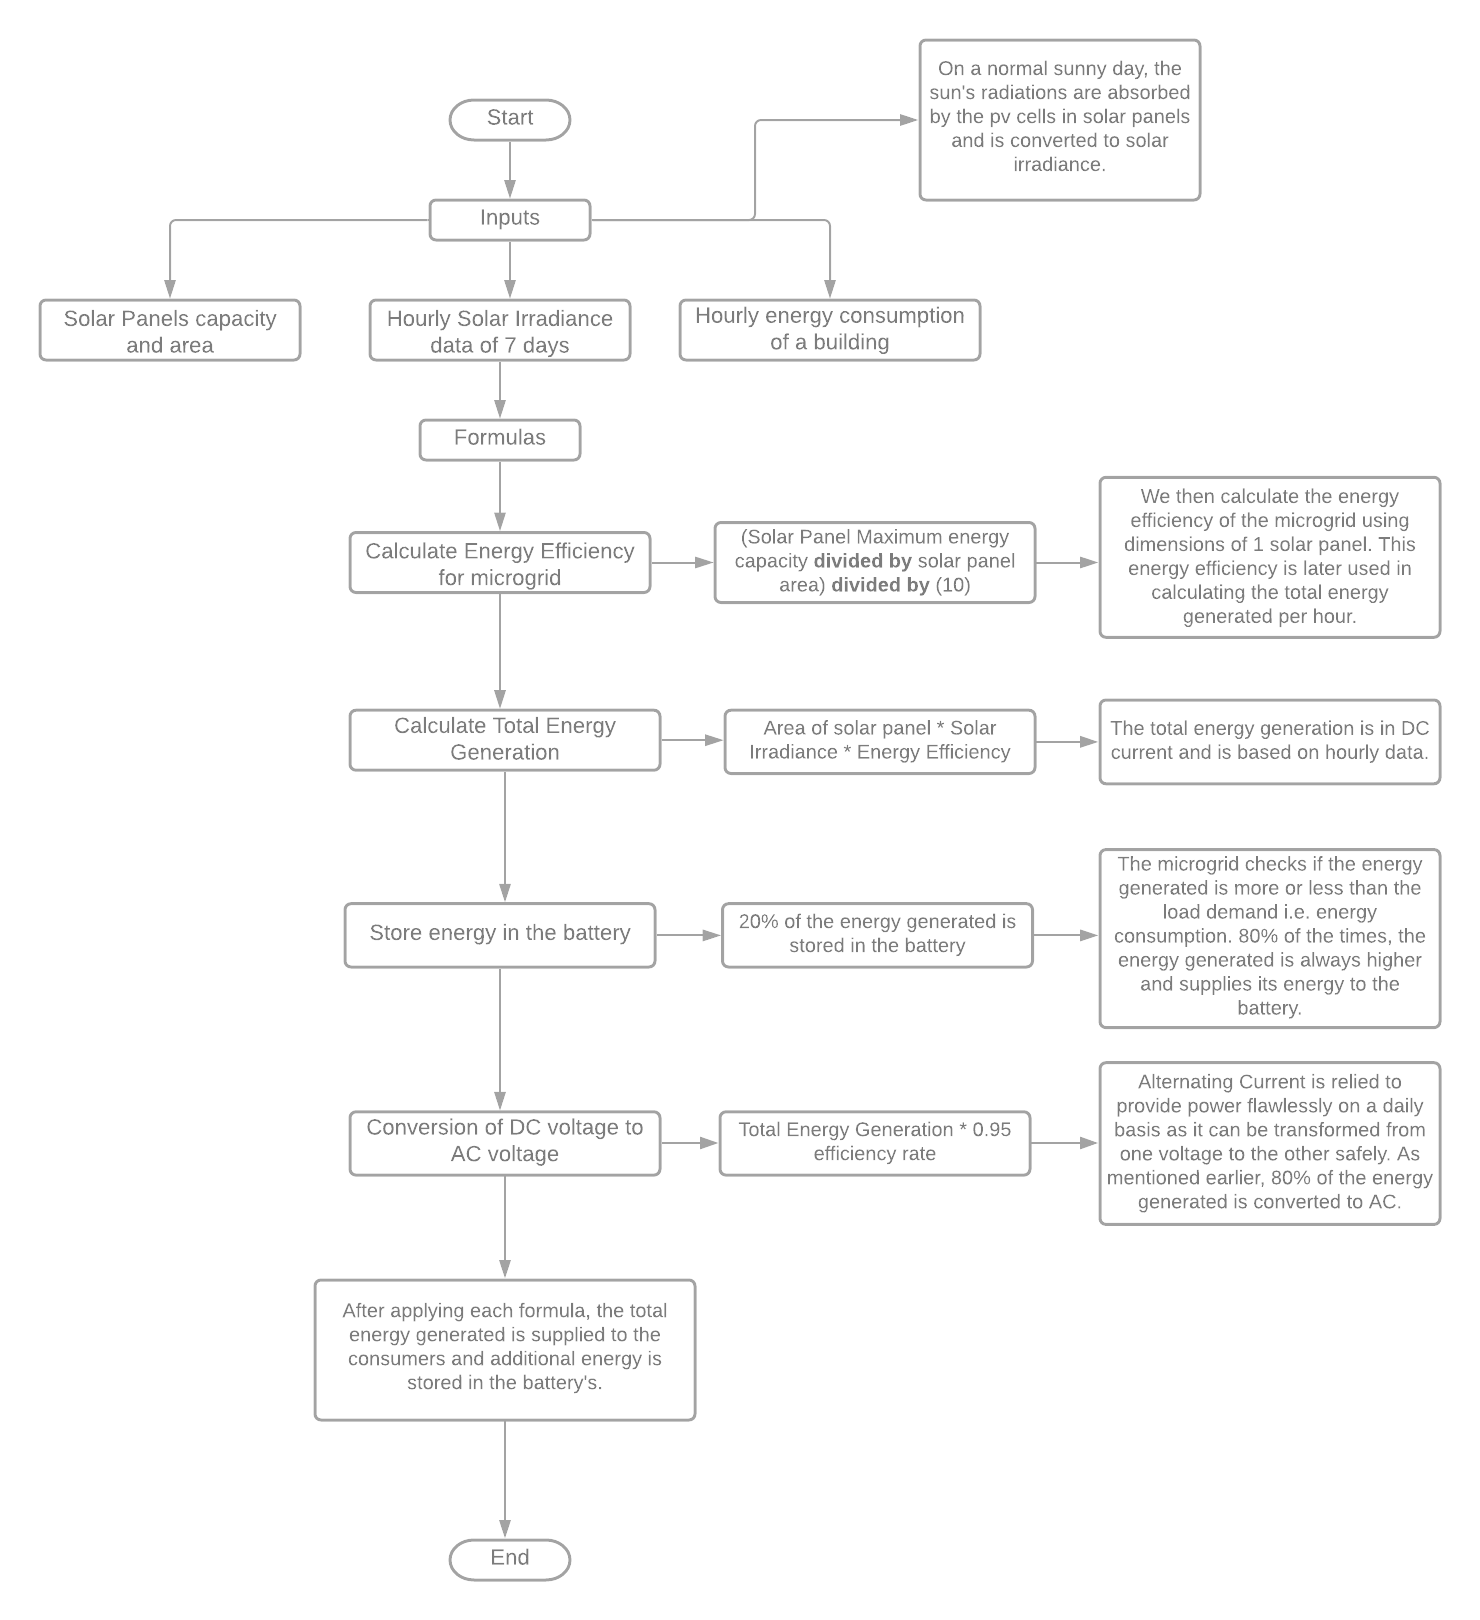 On a normal sunny day, the
sun's radiations are absorbed
by the pv cells in solar panels
and is converted to solar
irradiance.
Start
Inputs
Solar Panels capacity
and area
Hourly Solar Irradiance
data of 7 days
Hourly energy consumption
of a building
Formulas
Calculate Energy Efficiency
for microgrid
(Solar Panel Maximum energy
capacity divided by solar panel
area) divided by (10)
We then calculate the energy
efficiency of the microgrid using
dimensions of 1 solar panel. This
energy efficiency is later used in
calculating the total energy
generated per hour.
Calculate Total Energy
Generation
Area of solar panel * Solar
Irradiance * Energy Efficiency
The total energy generation is in DC
current and is based on hourly data.
Store energy in the battery
20% of the energy generated is
stored in the battery
The microgrid checks if the energy
generated is more or less than the
load demand i.e. energy
consumption. 80% of the times, the
energy generated is always higher
and supplies its energy to the
battery.
Conversion of DC voltage to
AC voltage
Total Energy Generation * 0.95
efficiency rate
Alternating Current is relied to
provide power flawlessly on a daily
basis as it can be transformed from
one voltage to the other safely. As
mentioned earlier, 80% of the energy
generated is converted to AC.
After applying each formula, the total
energy generated is supplied to the
consumers and additional energy is
stored in the battery's.
End